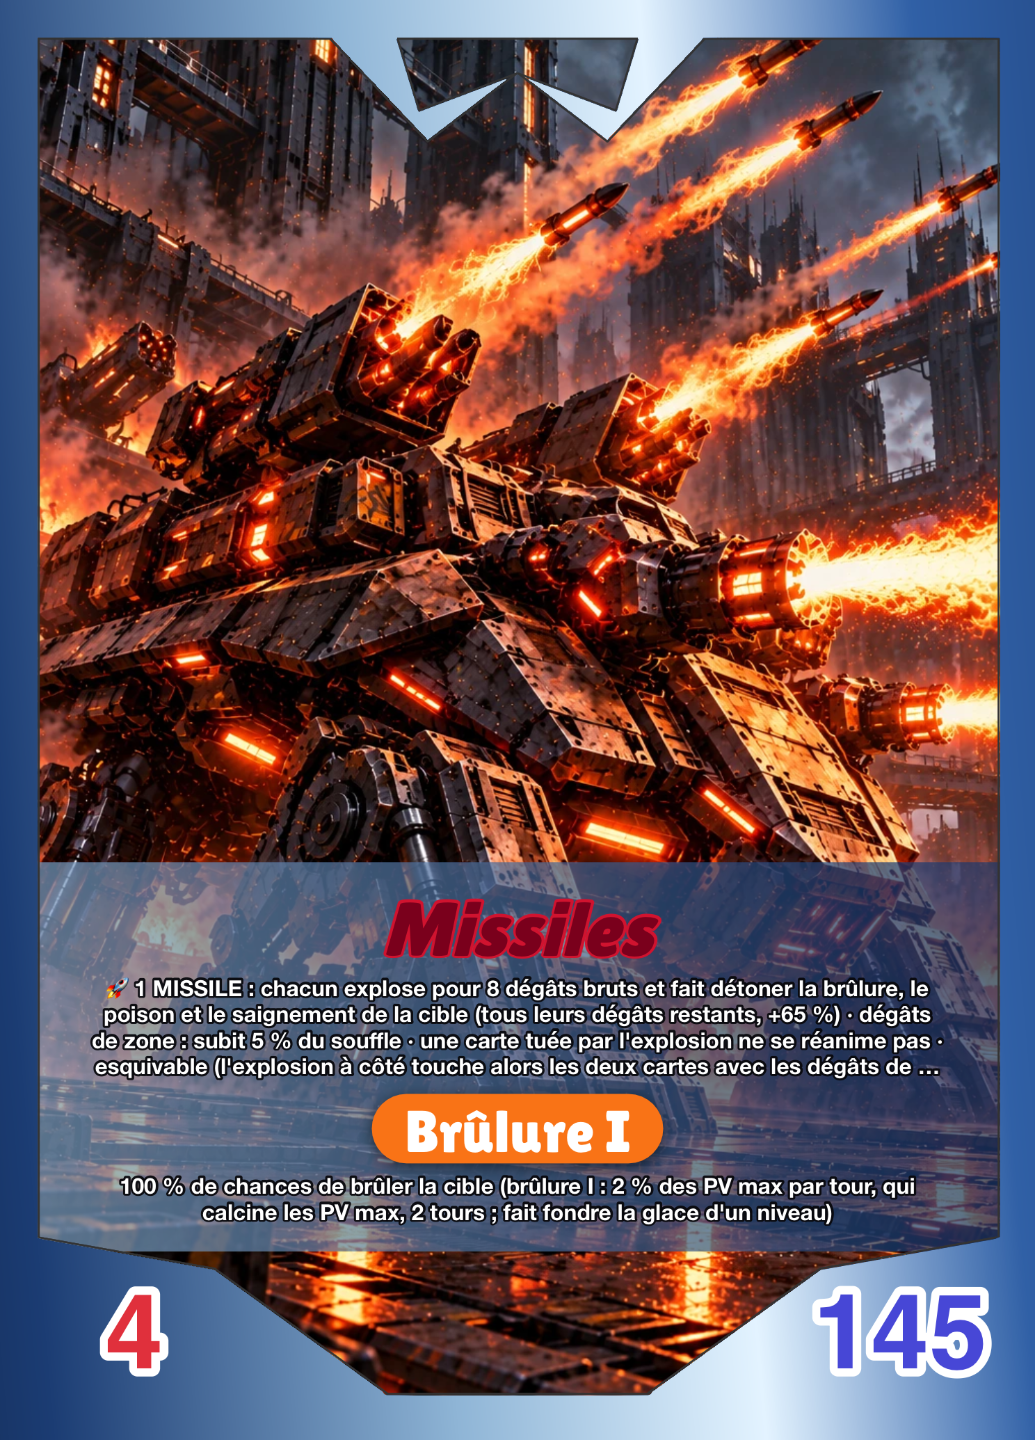 Missiles
🚀 1 MISSILE : chacun explose pour 8 dégâts bruts et fait détoner la brûlure, le
poison et le saignement de la cible (tous leurs dégâts restants, +65 %) · dégâts
de zone : subit 5 % du souffle · une carte tuée par l'explosion ne se réanime pas ·
esquivable (l'explosion à côté touche alors les deux cartes avec les dégâts de ...
Brûlure I
100 % de chances de brûler la cible (brûlure I : 2 % des PV max par tour, qui
calcine les PV max, 2 tours ; fait fondre la glace d'un niveau)
4
145